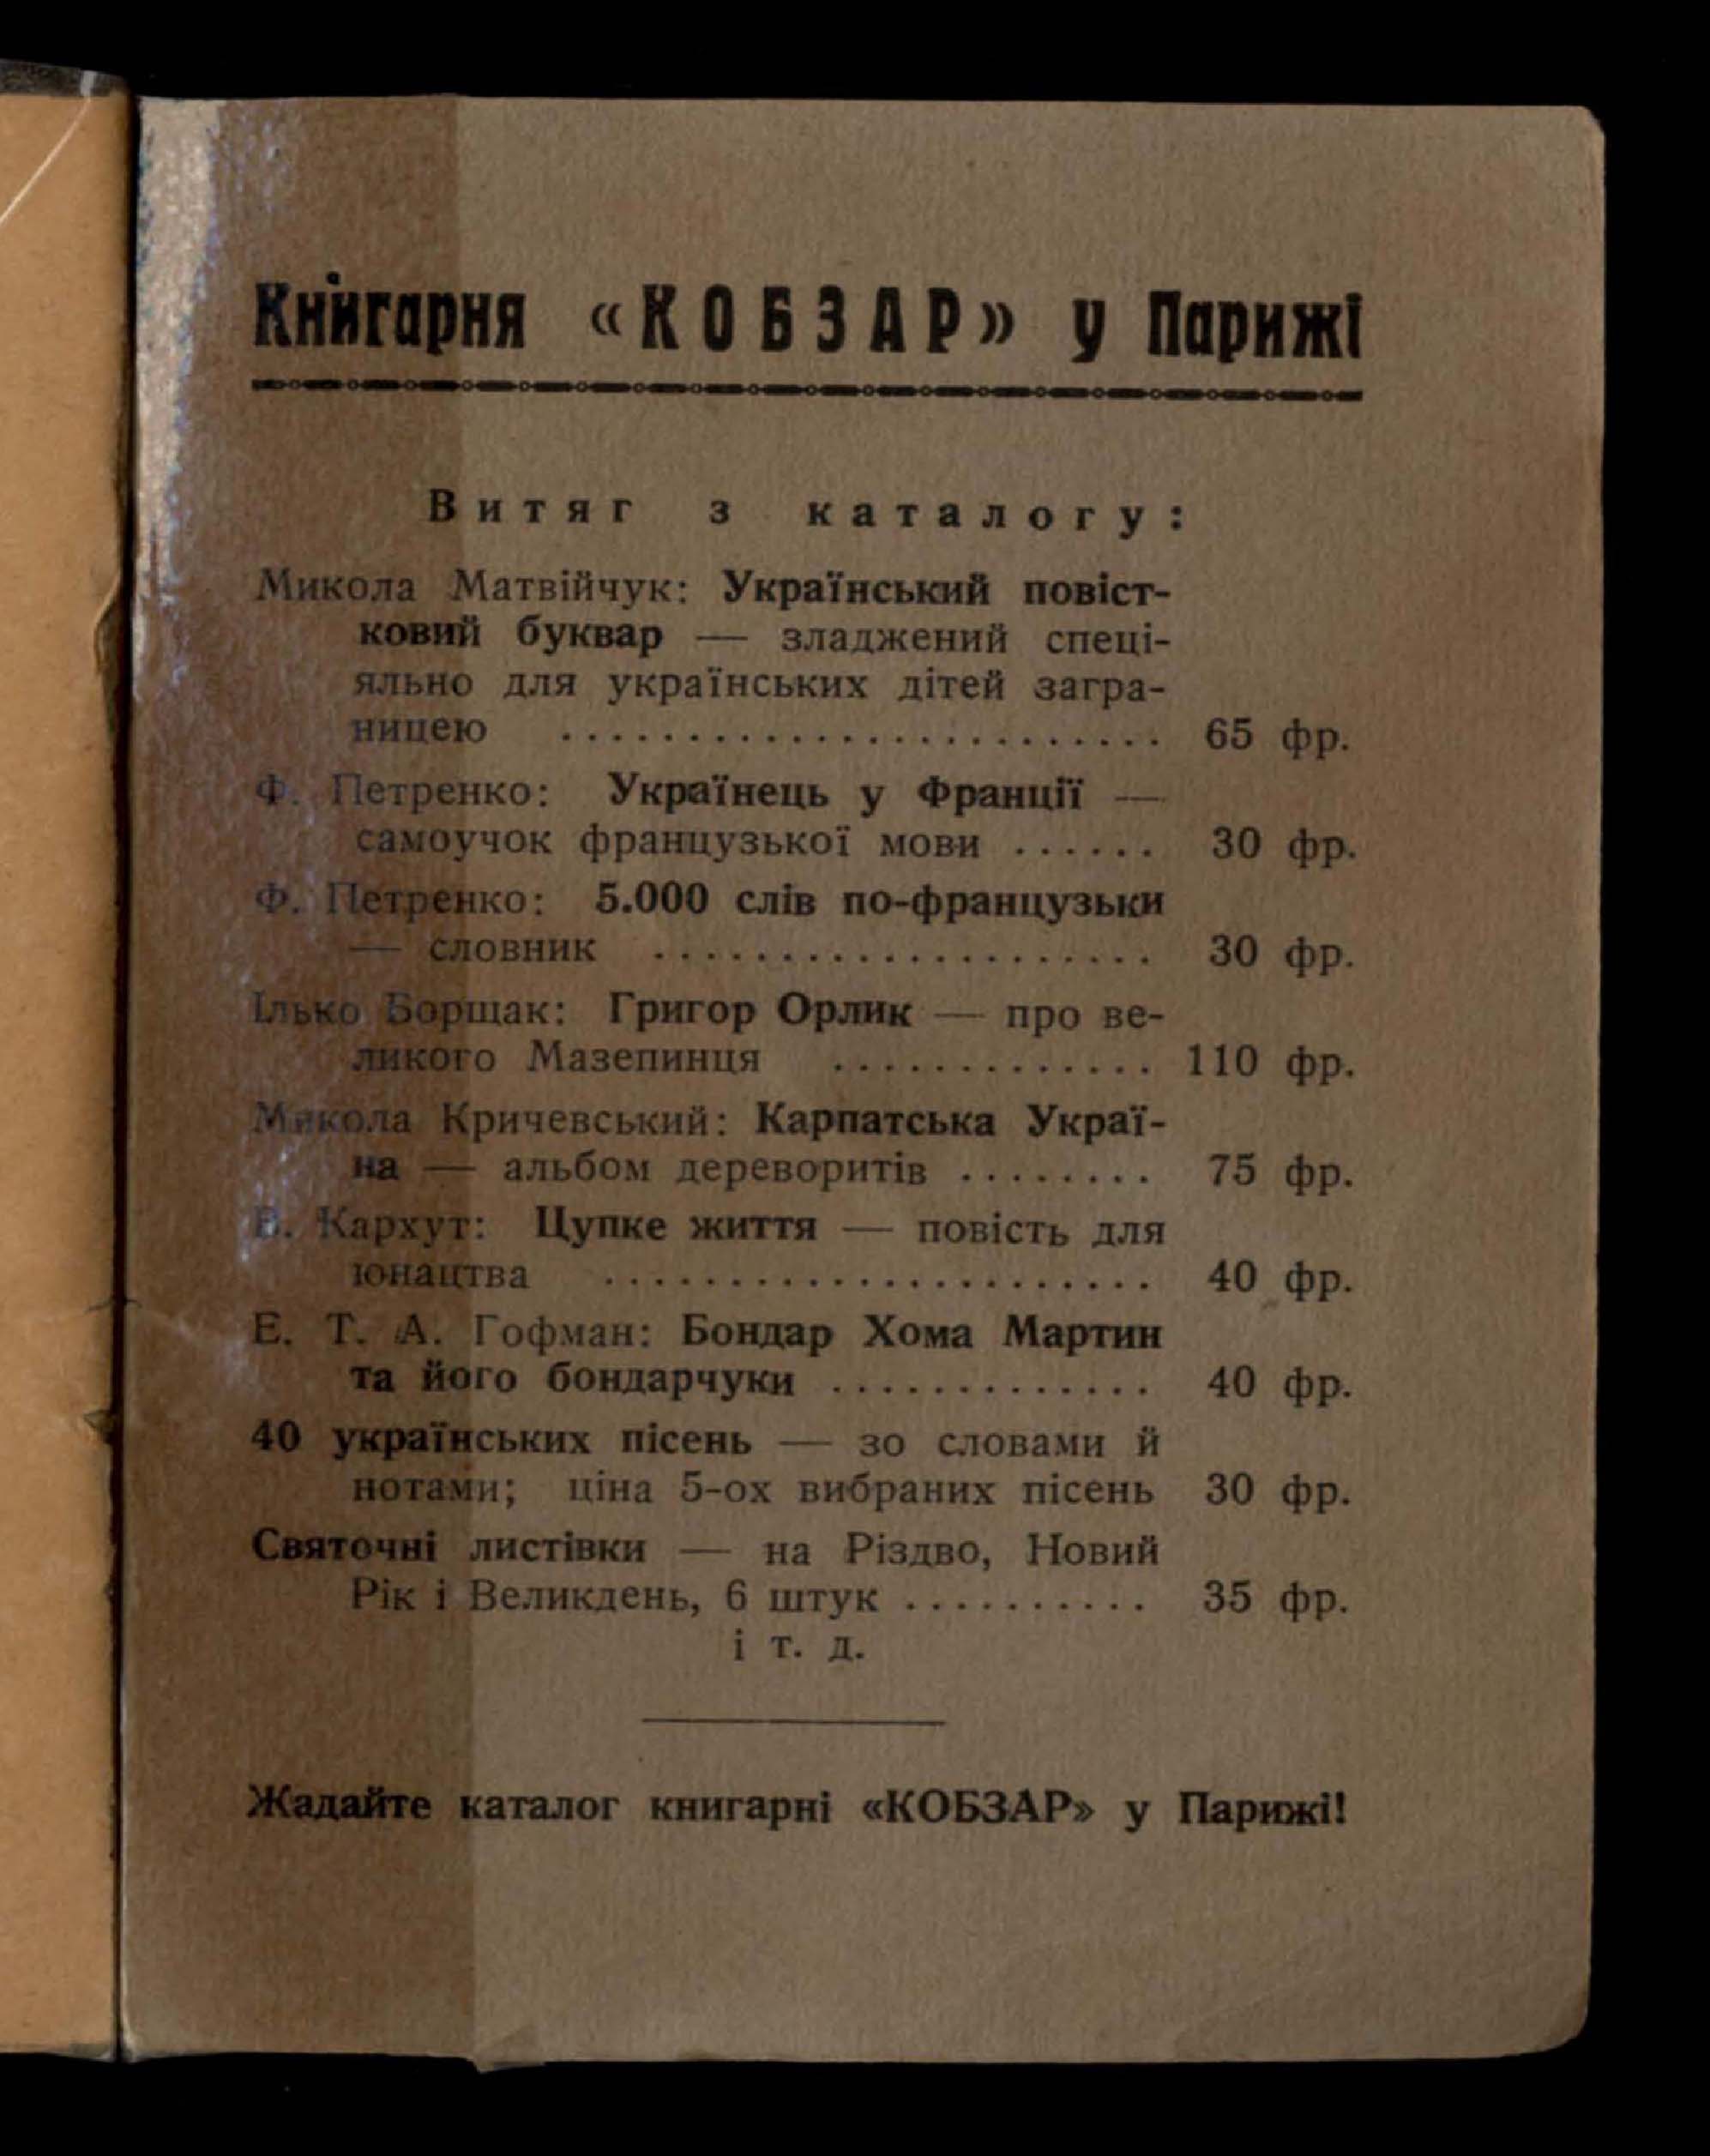 Книгарня «КОБЗАР» у Парижі
Витяг з каталогу:
Микола Матвійчук: Український повіст-
ковий буквар — зладжений спеці-
яльно для українських дітей загра-
ницею ........................ 65 фр.
Ф. Петренко: Українець у Франції —
самоучок французької мови ...... 30 фр.
Ф. Петренко: 5.000 слів по-французьки
— словник .................... 30 фр.
Ілько Борщак: Григор Орлик — про ве-
ликого Мазепинця ............. 110 фр.
Микола Кричевський: Карпатська Украї-
на — альбом дереворитів ........ 75 фр.
В. Кархут: Цупке життя — повість для
юнацтва ...................... 40 фр.
Е. Т. А. Гофман: Бондар Хома Мартин
та його бондарчуки ............. 40 фр.
40 українських пісень — зо словами й
нотами; ціна 5-ох вибраних пісень 30 фр.
Святочні листівки — на Різдво, Новий
Рік і Великдень, 6 штук .......... 35 фр.
і т. д.
Жадайте каталог книгарні «КОБЗАР» у Парижі!